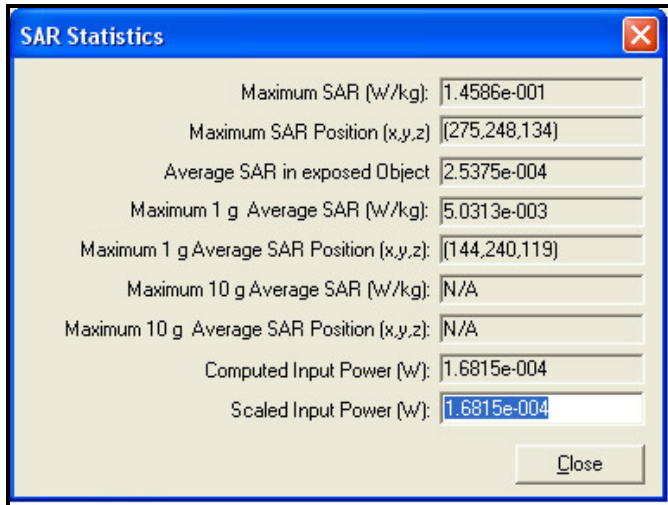 SAR Statistics
Maximum SAR (W/kg): 1.4586e-001
Maximum SAR Position (x,y,z) (275,248,134)
Average SAR in exposed Object 2.5375e-004
Maximum 1 g Average SAR (W/kg): 5.0313e-003
Maximum 1 g Average SAR Position (x,y,z): (144,240,119)
Maximum 10 g Average SAR (W/kg): N/A
Maximum 10 g Average SAR Position (x,y,z): N/A
Computed Input Power (W): 1.6815e-004
Scaled Input Power (W): 1.6815e-004
Close